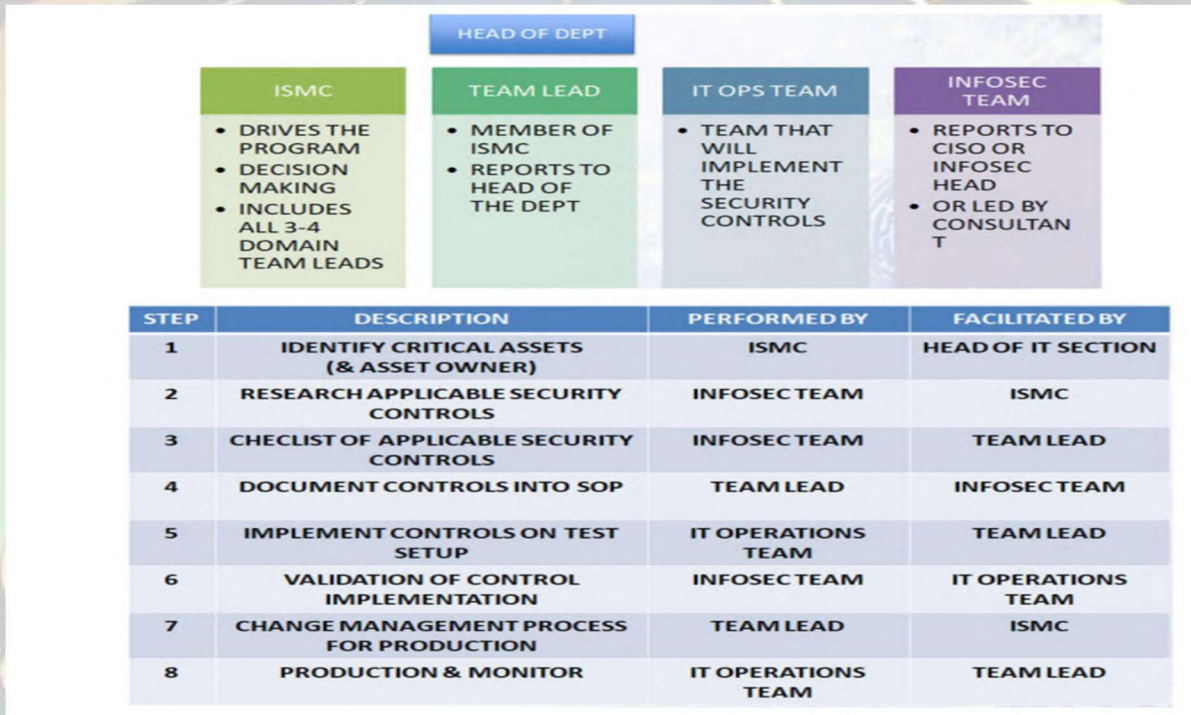 HEAD OF DEPT
ISMC
• DRIVES THE
PROGRAM
• DECISION
MAKING
• INCLUDES
ALL 3-4
DOMAIN
TEAM LEADS
TEAM LEAD
• MEMBER OF
ISMC
• REPORTS TO
HEAD OF
THE DEPT
IT OPS TEAM
• TEAM THAT
WILL
IMPLEMENT
THE
SECURITY
CONTROLS
INFOSEC
TEAM
• REPORTS TO
CISO OR
INFOSEC
HEAD
• OR LED BY
CONSULTAN
T
STEP DESCRIPTION PERFORMED BY FACILITATED BY
1 IDENTIFY CRITICAL ASSETS ISMC HEAD OF IT SECTION
(& ASSET OWNER)
2 RESEARCH APPLICABLE SECURITY INFOSEC TEAM ISMC
CONTROLS
3 CHECLIST OF APPLICABLE SECURITY INFOSEC TEAM TEAM LEAD
CONTROLS
4 DOCUMENT CONTROLS INTO SOP TEAM LEAD INFOSEC TEAM
5 IMPLEMENT CONTROLS ON TEST IT OPERATIONS TEAM LEAD
SETUP TEAM
6 VALIDATION OF CONTROL INFOSEC TEAM IT OPERATIONS
IMPLEMENTATION TEAM
7 CHANGE MANAGEMENT PROCESS TEAM LEAD ISMC
FOR PRODUCTION
8 PRODUCTION & MONITOR IT OPERATIONS TEAM LEAD
TEAM